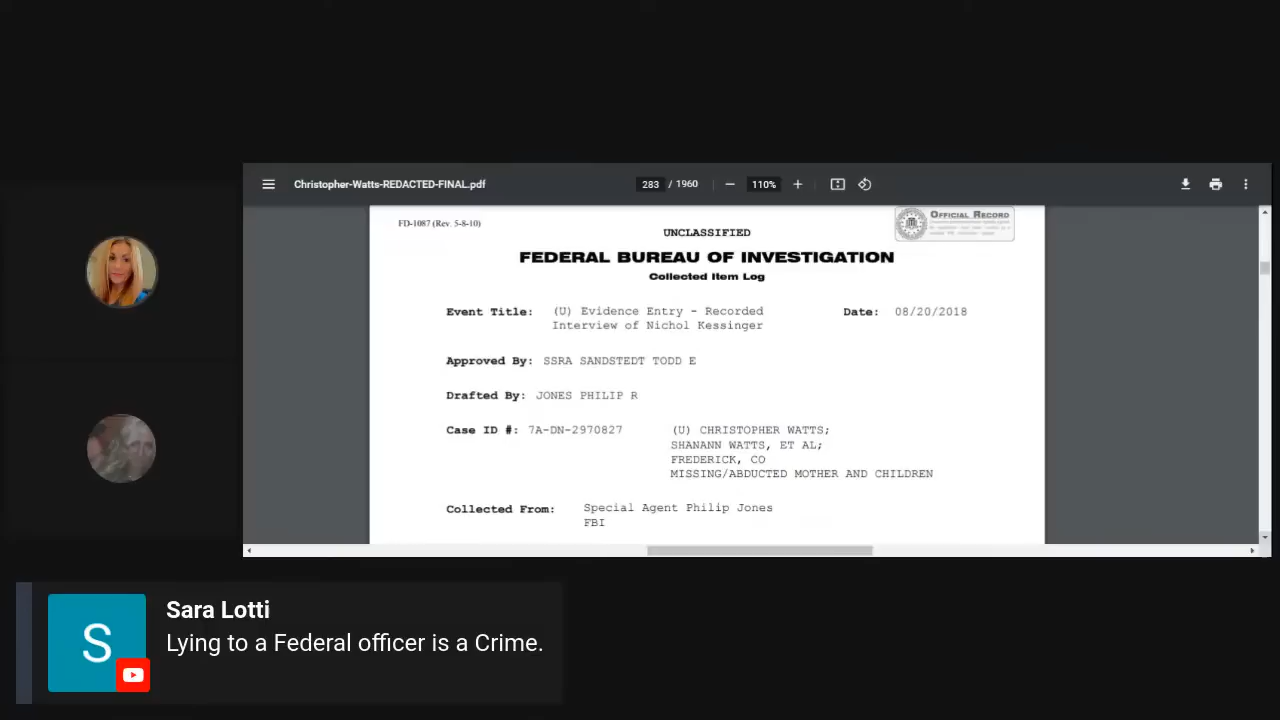 Christopher-Watts-REDACTED-FINAL.pdf
283 / 1960
110%
FD-1087 (Rev. 5-8-10)
OFFICIAL RECORD
UNCLASSIFIED
FEDERAL BUREAU OF INVESTIGATION
Collected Item Log
Event Title: (U) Evidence Entry - Recorded Date: 08/20/2018
Interview of Nichol Kessinger
Approved By: SSRA SANDSTEDT TODD E
Drafted By: JONES PHILIP R
Case ID #: 7A-DN-2970827 (U) CHRISTOPHER WATTS;
SHANANN WATTS, ET AL;
FREDERICK, CO
MISSING/ABDUCTED MOTHER AND CHILDREN
Collected From: Special Agent Philip Jones
FBI
S
Sara Lotti
Lying to a Federal officer is a Crime.